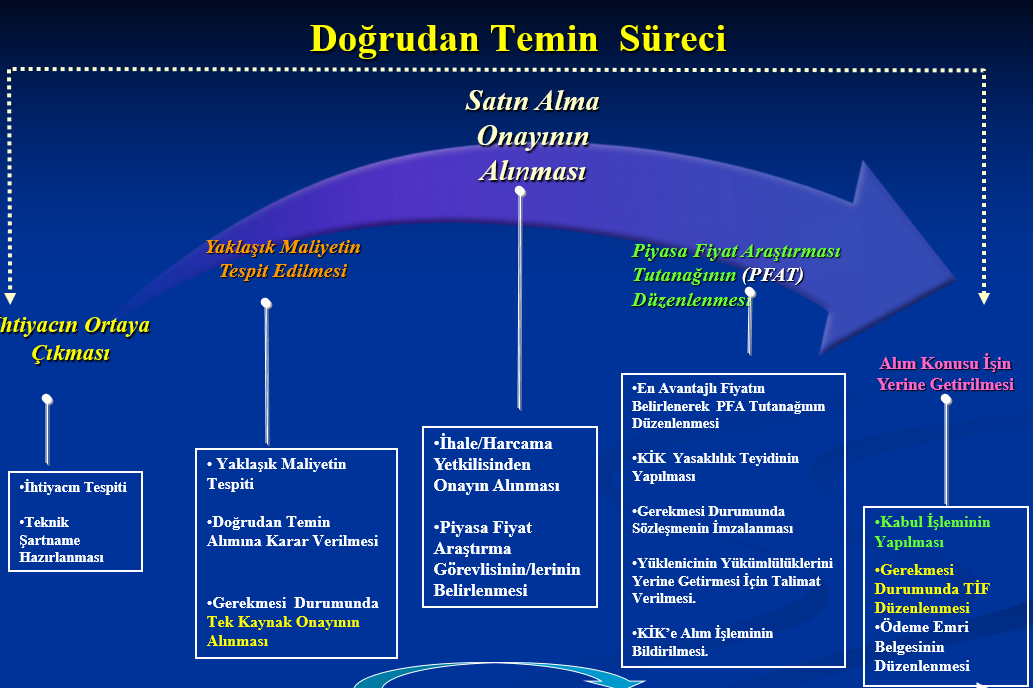 Doğrudan Temin Süreci
Satın Alma
Onayının
Alınması
Yaklaşık Maliyetin
Tespit Edilmesi
Piyasa Fiyat Araştırması
Tutanağının (PFAT)
Düzenlenmesi
htiyacın Ortaya
Çıkması
Alım Konusu İşin
Yerine Getirilmesi
•İhtiyacın Tespiti
•Teknik
Şartname
Hazırlanması
• Yaklaşık Maliyetin
Tespiti
•Doğrudan Temin
Alımına Karar Verilmesi
•Gerekmesi Durumunda
Tek Kaynak Onayının
Alınması
•İhale/Harcama
Yetkilisinden
Onayın Alınması
•Piyasa Fiyat
Araştırma
Görevlisinin/lerinin
Belirlenmesi
•En Avantajlı Fiyatın
Belirlenerek PFA Tutanağının
Düzenlenmesi
•KİK Yasaklılık Teyidinin
Yapılması
•Gerekmesi Durumunda
Sözleşmenin İmzalanması
•Yüklenicinin Yükümlülüklerini
Yerine Getirmesi İçin Talimat
Verilmesi.
•KİK’e Alım İşleminin
Bildirilmesi.
•Kabul İşleminin
Yapılması
•Gerekmesi
Durumunda TİF
Düzenlenmesi
•Ödeme Emri
Belgesinin
Düzenlenmesi